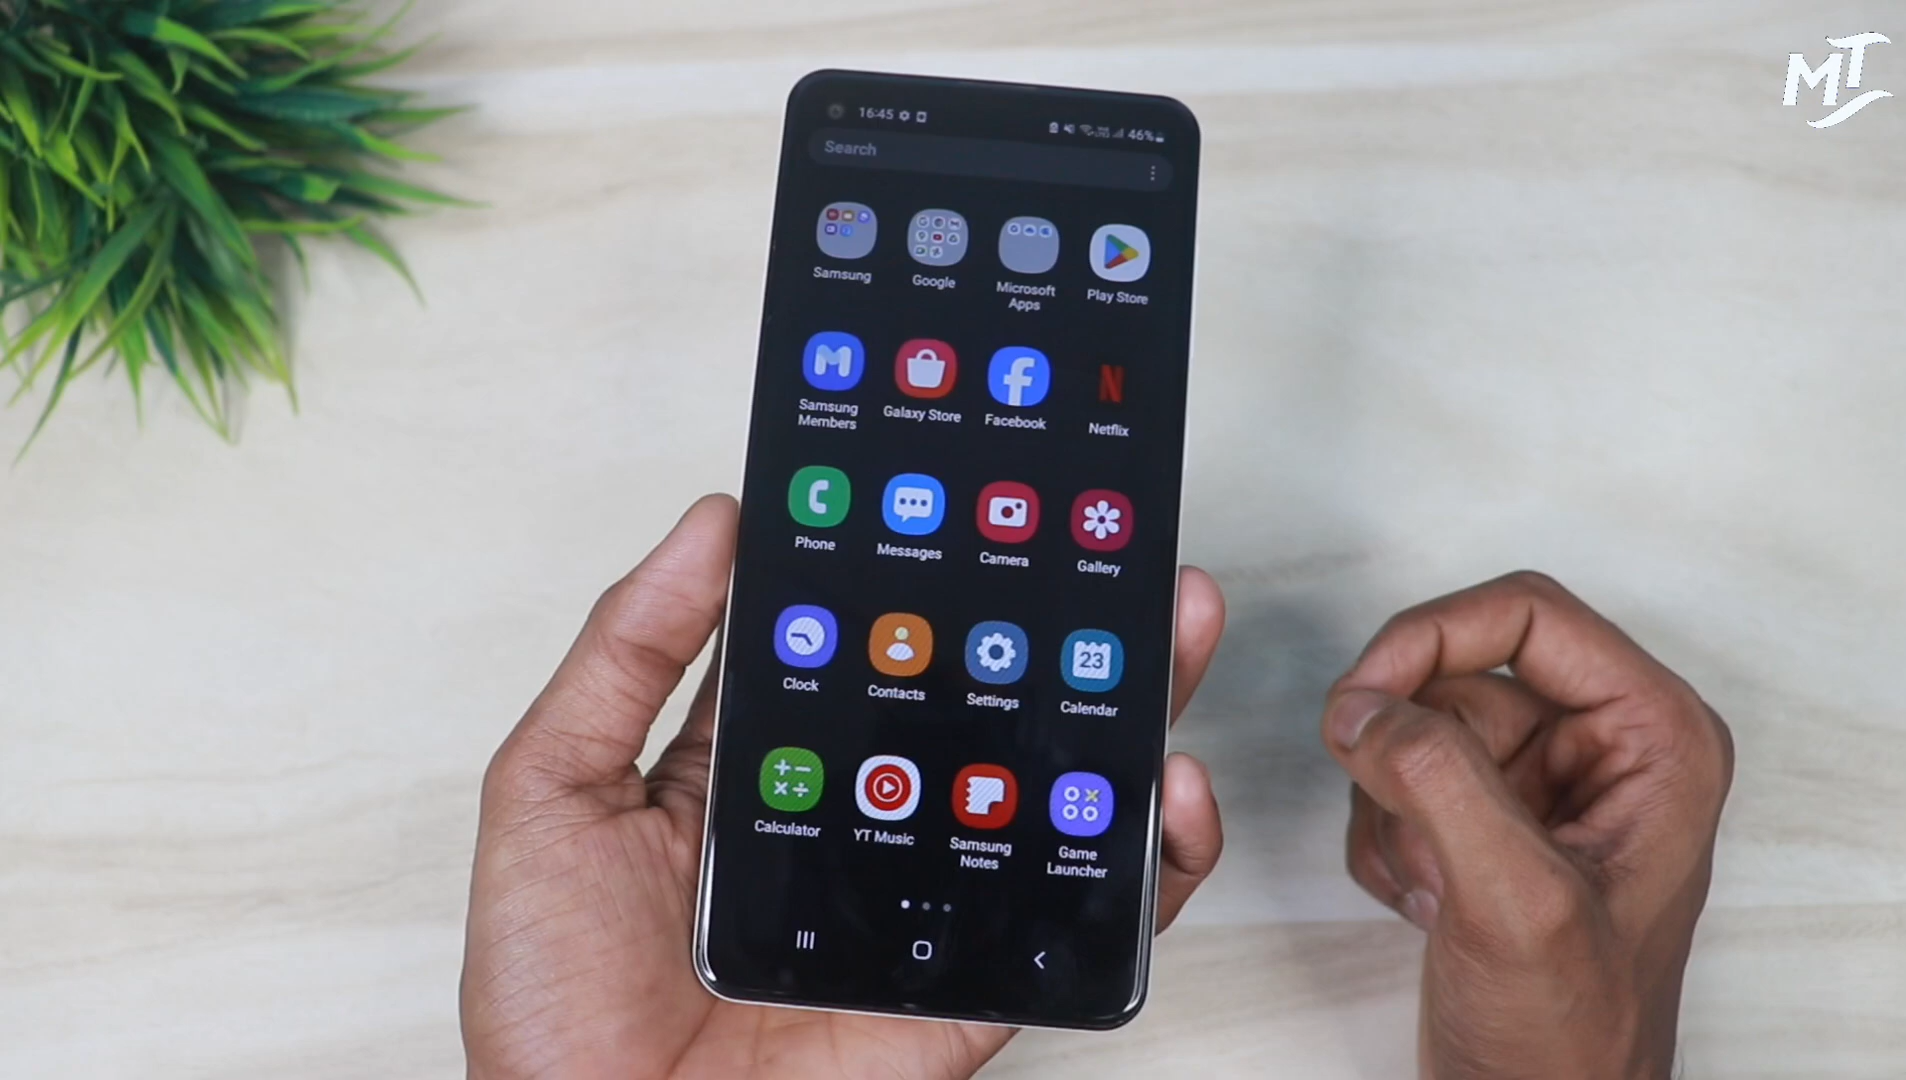 MT
16:45
46%
Search
Samsung
Google
Microsoft
Apps
Play Store
Samsung
Members
Galaxy Store
Facebook
N
Netflix
Phone
Messages
Camera
Gallery
Clock
Contacts
Settings
23
Calendar
Calculator
YT Music
Samsung
Notes
Game
Launcher